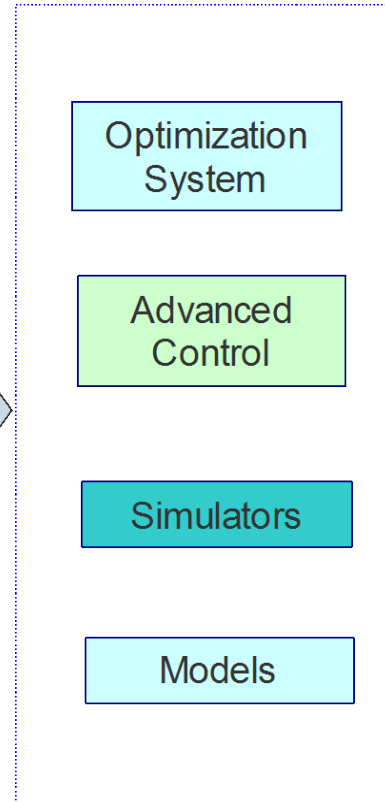 Optimization
System
Advanced
Control
Simulators
Models